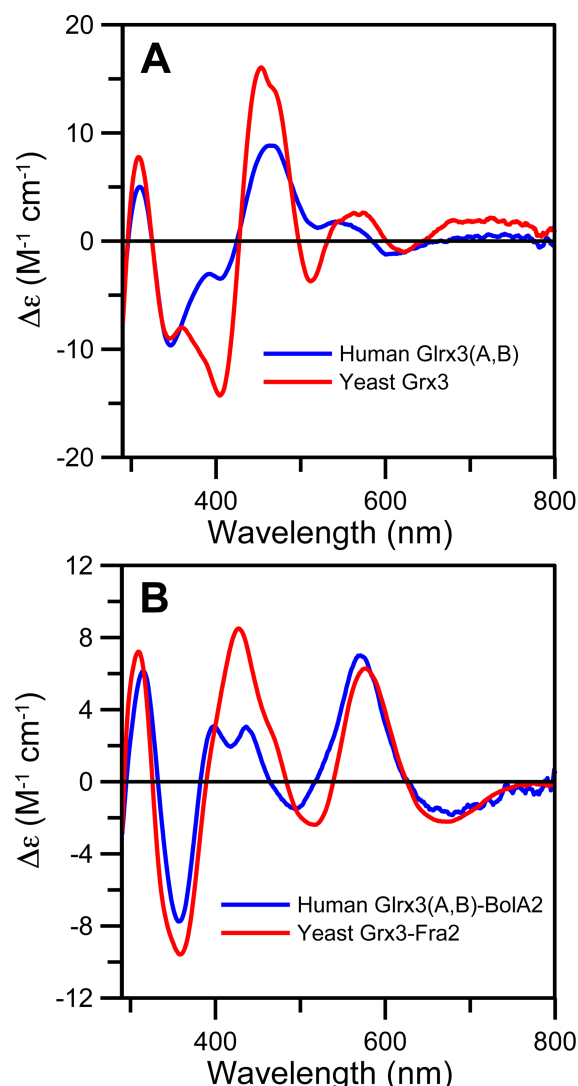 A
20
10
0
-10
-20
Δε (M-1 cm-1)
Human Glrx3(A,B)
Yeast Grx3
400
600
800
Wavelength (nm)
B
12
8
4
0
-4
-8
-12
Δε (M-1 cm-1)
Human Glrx3(A,B)-BolA2
Yeast Grx3-Fra2
400
600
800
Wavelength (nm)